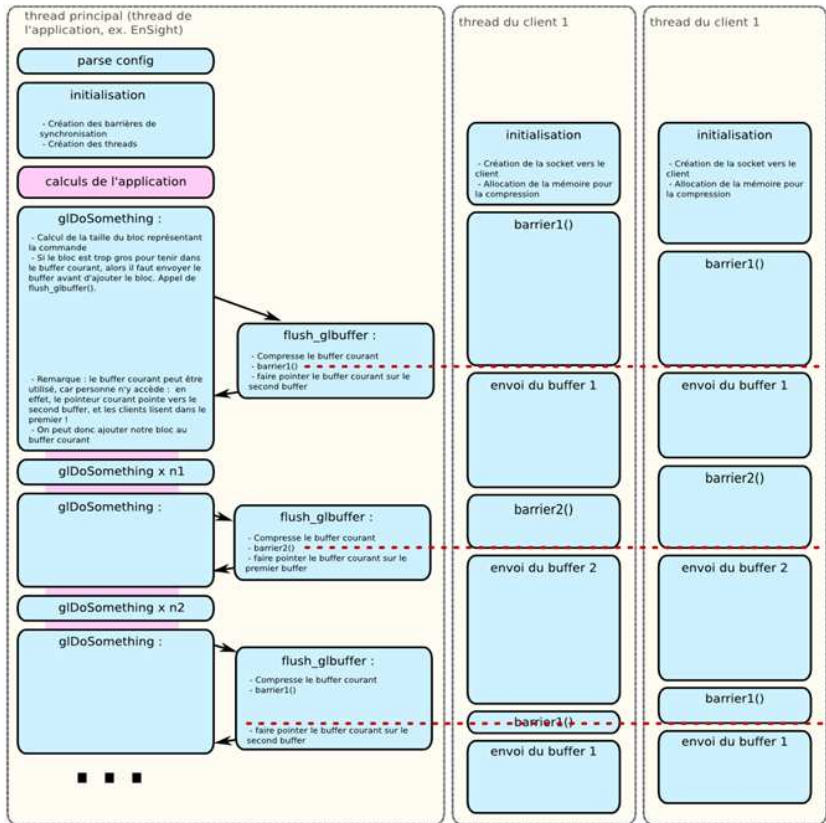 thread principal (thread de
l'application, ex. EnSight)
parse config
initialisation
- Création des barrières de
synchronisation
- Création des threads
calculs de l'application
glDoSomething :
- Calcul de la taille du bloc représentant
la commande
- Si le bloc est trop gros pour tenir dans
le buffer courant, alors il faut envoyer le
buffer avant d'ajouter le bloc. Appel de
flush_glbuffer().
- Remarque : le buffer courant peut être
utilisé, car personne n'y accède : en
effet, le pointeur courant pointe vers le
second buffer, et les clients lisent dans le
premier !
- On peut donc ajouter notre bloc au
buffer courant
glDoSomething x n1
glDoSomething :
glDoSomething x n2
glDoSomething :
flush_glbuffer :
- Compresse le buffer courant
- barrier1()
- faire pointer le buffer courant sur le
second buffer
flush_glbuffer :
- Compresse le buffer courant
- barrier2()
- faire pointer le buffer courant sur le
premier buffer
flush_glbuffer :
- Compresse le buffer courant
- barrier1()
- faire pointer le buffer courant sur le
second buffer
thread du client 1
initialisation
- Création de la socket vers le
client
- Allocation de la mémoire pour
la compression
barrier1()
envoi du buffer 1
barrier2()
envoi du buffer 2
barrier1()
envoi du buffer 1
thread du client 1
initialisation
- Création de la socket vers le
client
- Allocation de la mémoire pour
la compression
barrier1()
envoi du buffer 1
barrier2()
envoi du buffer 2
barrier1()
envoi du buffer 1